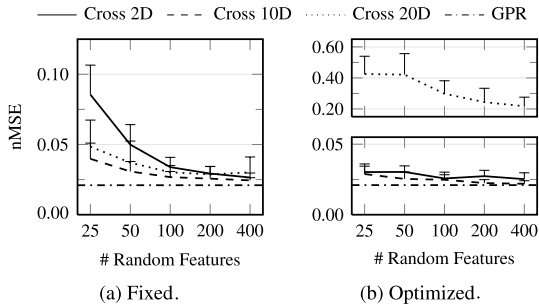 Cross 2D Cross 10D Cross 20D GPR
nMSE
0.10
0.05
0.00
25 50 100 200 400
# Random Features
(a) Fixed.
0.60
0.40
0.20
0.05
0.00
25 50 100 200 400
# Random Features
(b) Optimized.